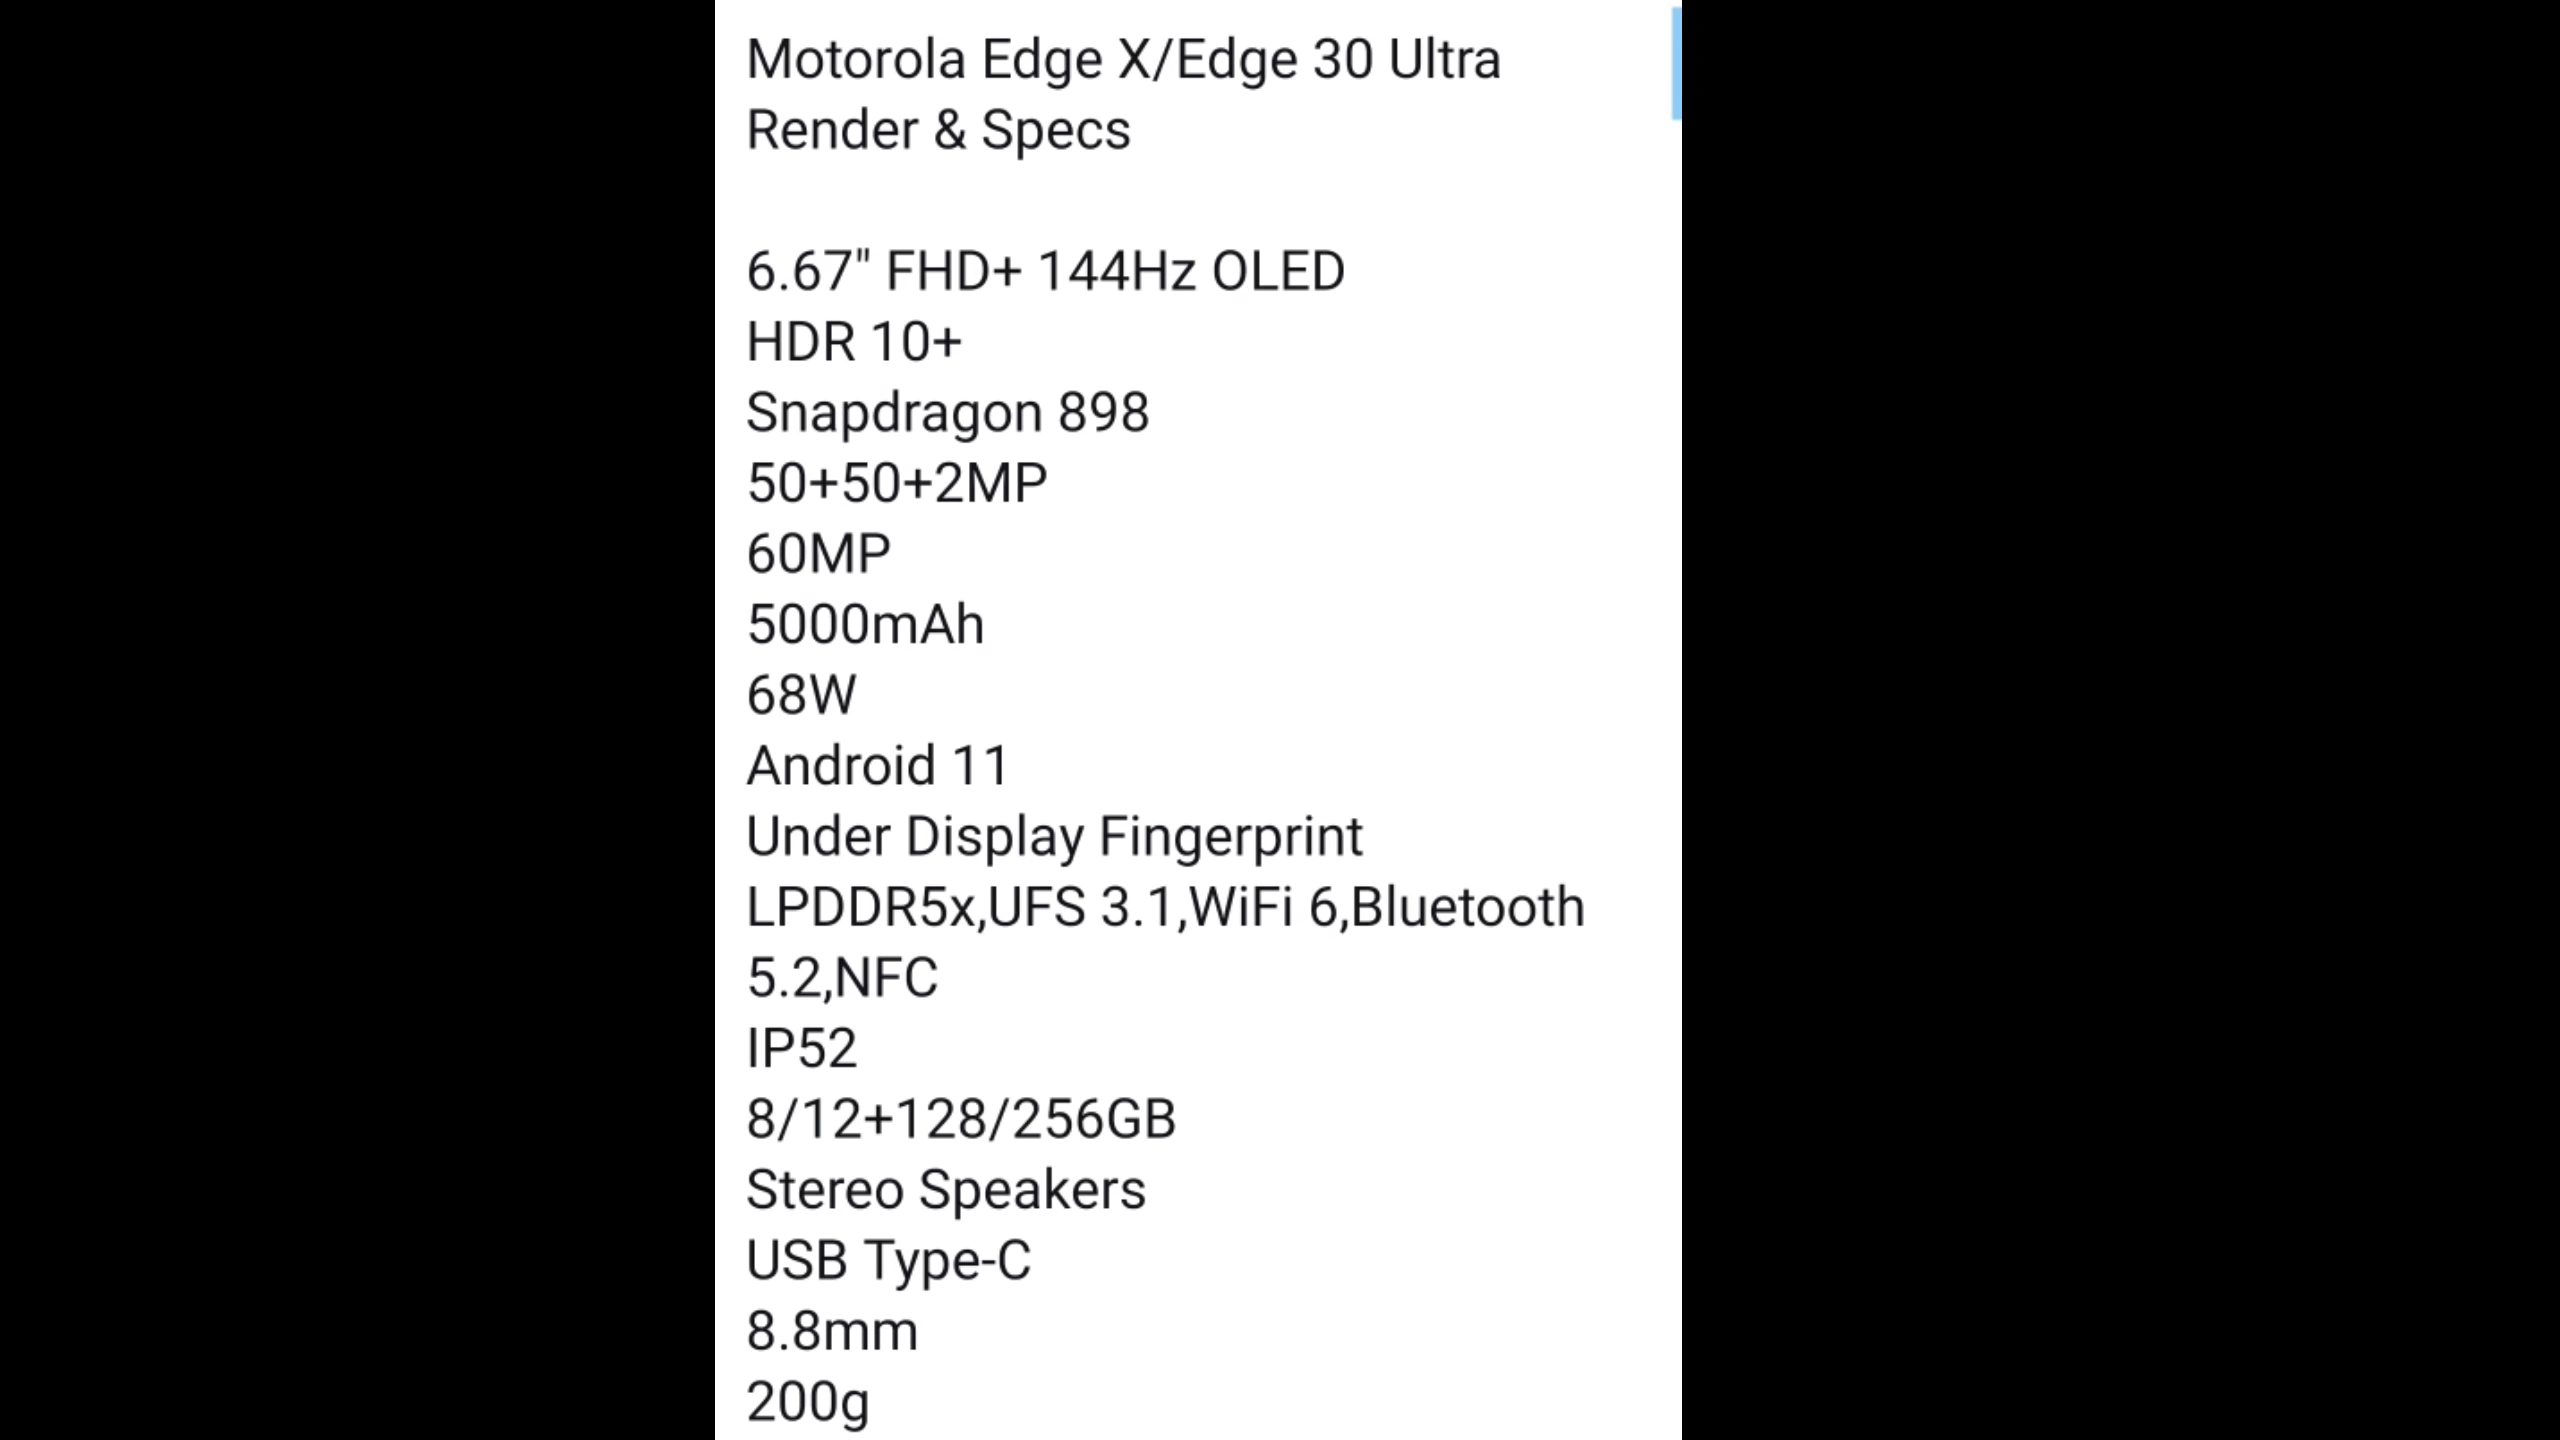 Motorola Edge X/Edge 30 Ultra
Render & Specs
6.67" FHD+ 144Hz OLED
HDR 10+
Snapdragon 898
50+50+2MP
60MP
5000mAh
68W
Android 11
Under Display Fingerprint
LPDDR5x,UFS 3.1,WiFi 6,Bluetooth
5.2,NFC
IP52
8/12+128/256GB
Stereo Speakers
USB Type-C
8.8mm
200g